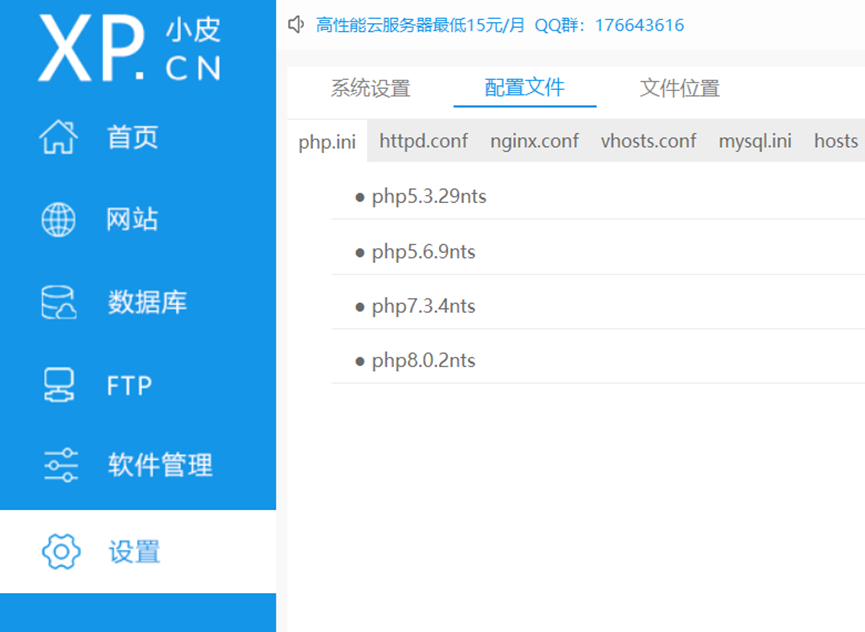 XP. 小皮
CN
高性能云服务器最低15元/月 QQ群：176643616
首页
网站
数据库
FTP
软件管理
设置
系统设置 配置文件 文件位置
php.ini httpd.conf nginx.conf vhosts.conf mysql.ini hosts
● php5.3.29nts
● php5.6.9nts
● php7.3.4nts
● php8.0.2nts